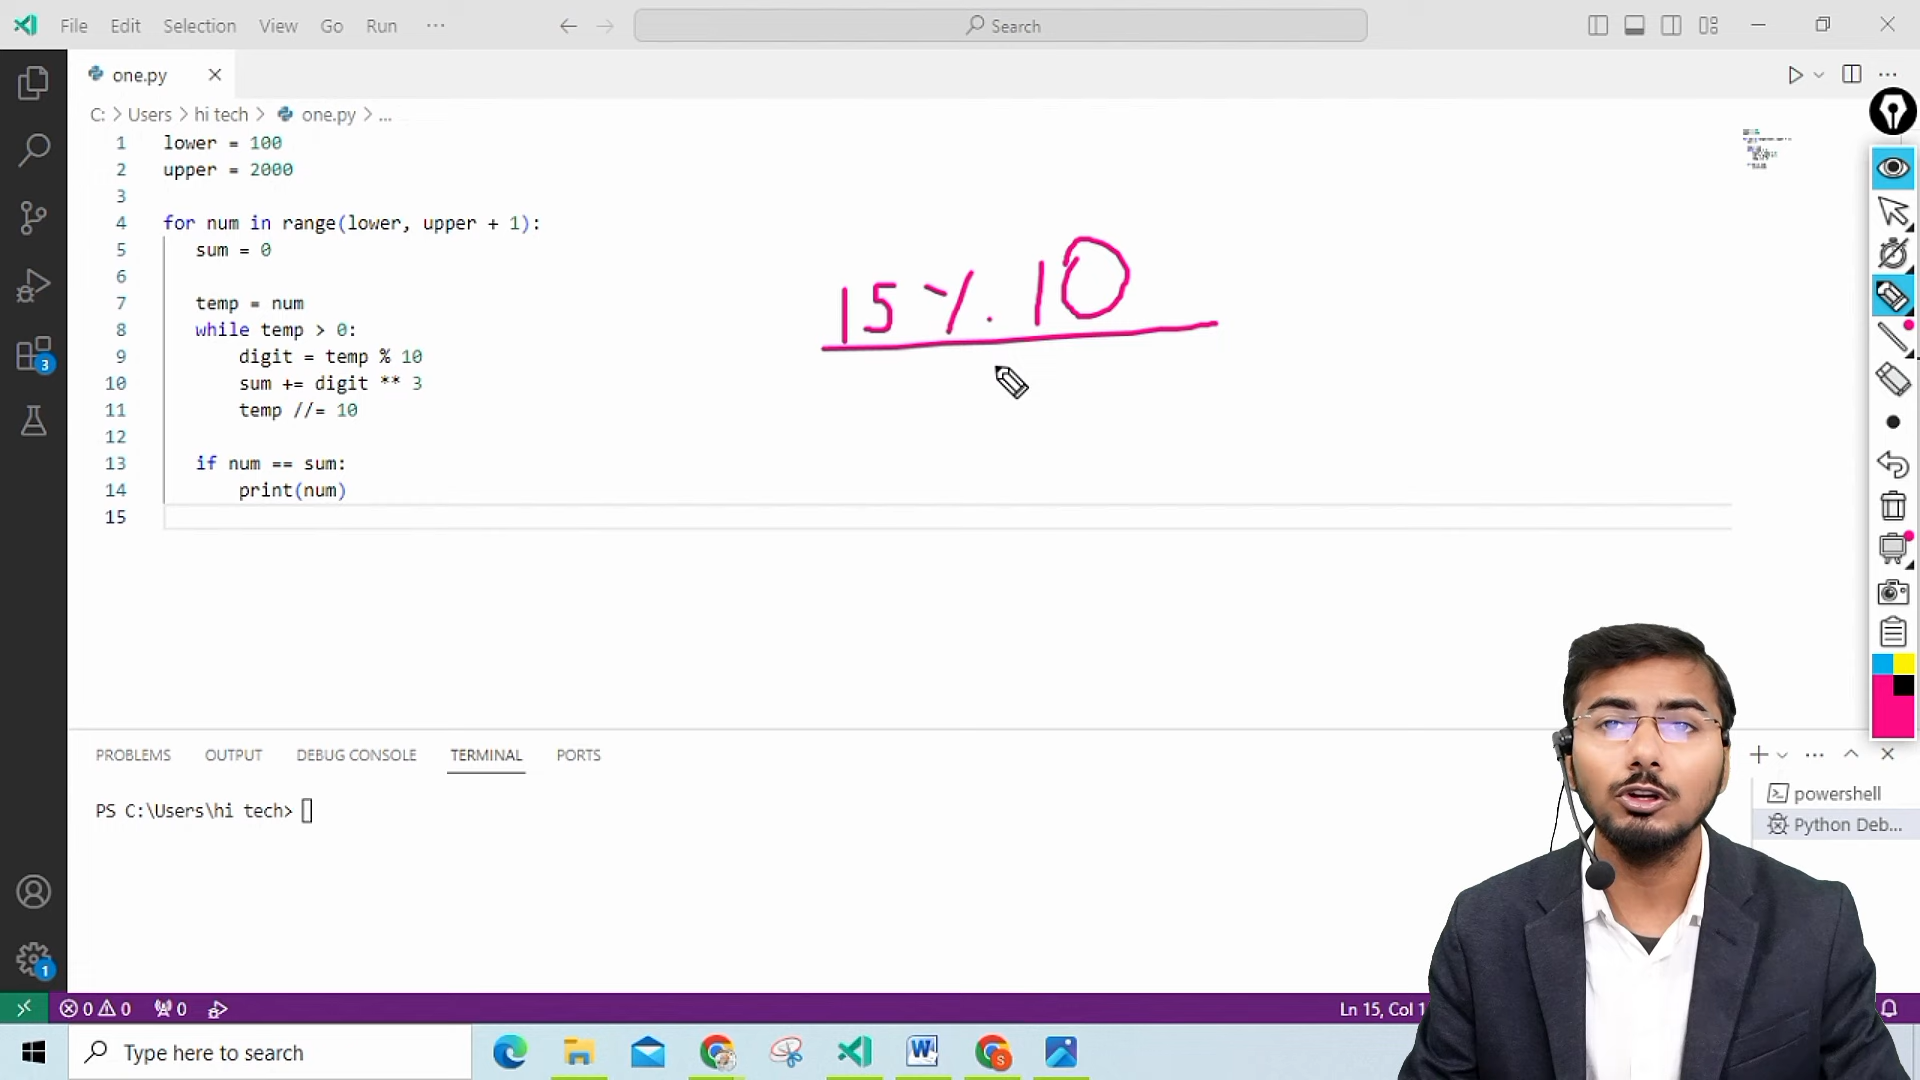 File Edit Selection View Go Run ··· Search
one.py
C: > Users > hi tech > one.py > ...
1 lower = 100
2 upper = 2000
3
4 for num in range(lower, upper + 1):
5 sum = 0
6
7 temp = num
8 while temp > 0:
9 digit = temp % 10
10 sum += digit ** 3
11 temp //= 10
12
13 if num == sum:
14 print(num)
15
15 % 10
3
PROBLEMS OUTPUT DEBUG CONSOLE TERMINAL PORTS
PS C:\Users\hi tech>
powershell
Python Deb...
1
0 0 0 Ln 15, Col 1
Type here to search